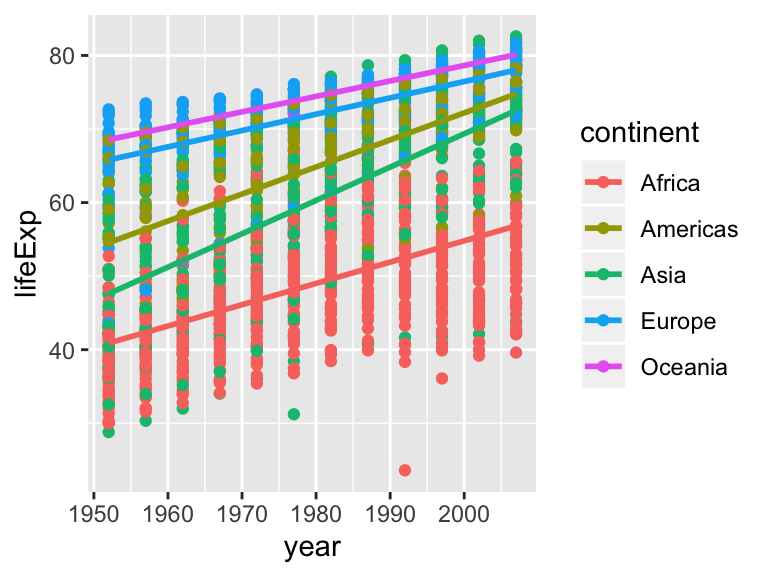 lifeExp
80
60
40
1950 1960 1970 1980 1990 2000
year
continent
Africa
Americas
Asia
Europe
Oceania